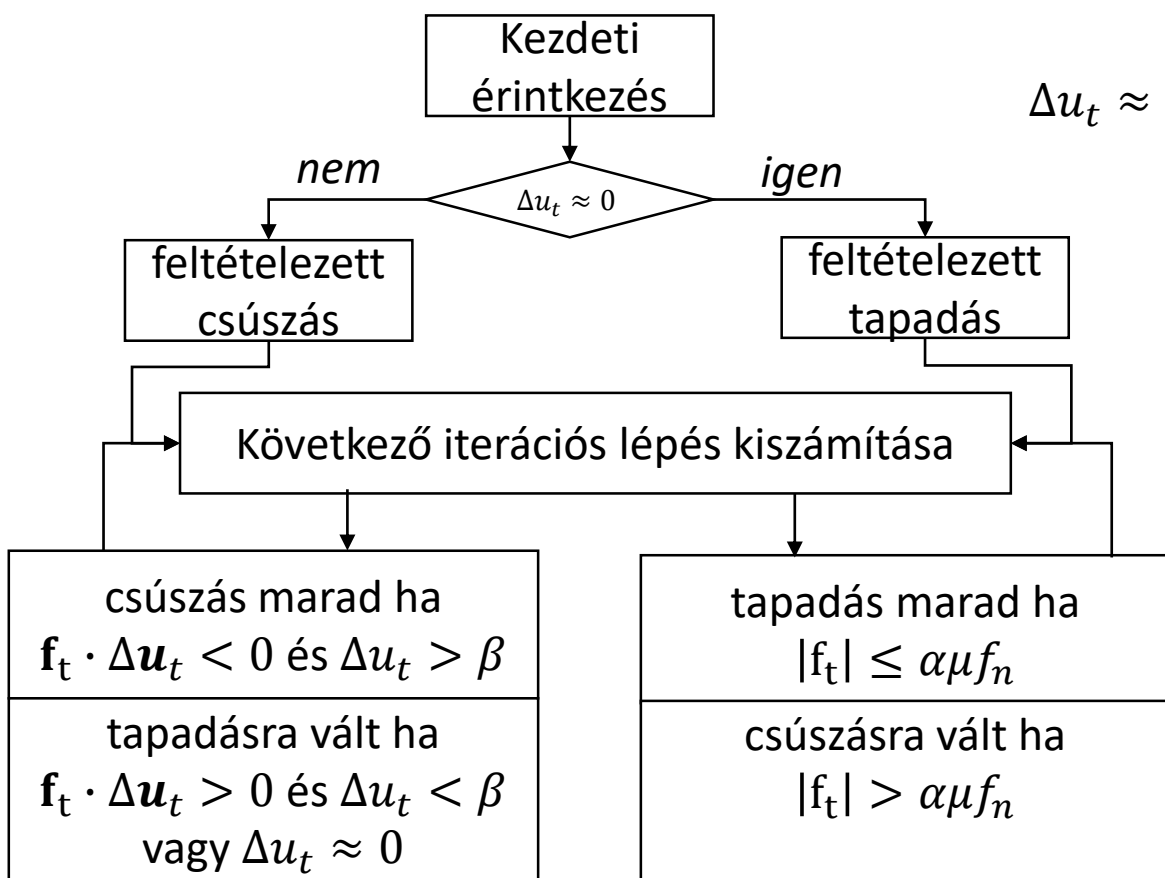 Kezdeti
érintkezés
Δu_t ≈
nem
igen
Δu_t ≈ 0
feltételezett
csúszás
feltételezett
tapadás
Következő iterációs lépés kiszámítása
csúszás marad ha
f_t · Δu_t < 0 és Δu_t > β
tapadásra vált ha
f_t · Δu_t > 0 és Δu_t < β
vagy Δu_t ≈ 0
tapadás marad ha
|f_t| ≤ αμf_n
csúszásra vált ha
|f_t| > αμf_n